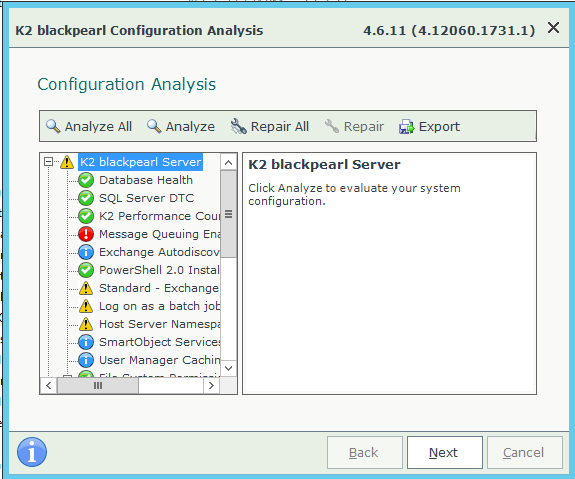 K2 blackpearl Configuration Analysis 4.6.11 (4.12060.1731.1)
Configuration Analysis
Analyze All Analyze Repair All Repair Export
K2 blackpearl Server
Database Health
SQL Server DTC
K2 Performance Cou
Message Queuing Ena
Exchange Autodiscov
PowerShell 2.0 Instal
Standard - Exchange
Log on as a batch job
Host Server Namespa
SmartObject Services
User Manager Cachin
File System Permissi
K2 blackpearl Server
Click Analyze to evaluate your system
configuration.
Back Next Cancel